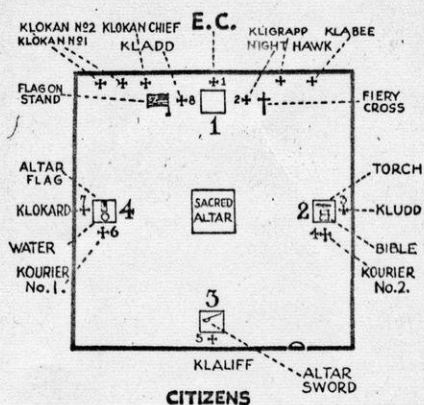 E.C.
KLOKAN Nº2 KLOKAN CHIEF KLIGRAPP KLABEE
KLOKAN Nº1 KLADD NIGHT HAWK
1
FLAG ON STAND 8 2 FIERY CROSS
1
ALTAR FLAG TORCH
KLOKARD 7 4 SACRED ALTAR 2 3 KLUDD
WATER 6 4 BIBLE
KOURIER No.1. KOURIER No.2.
3
5
KLALIFF ALTAR SWORD
CITIZENS